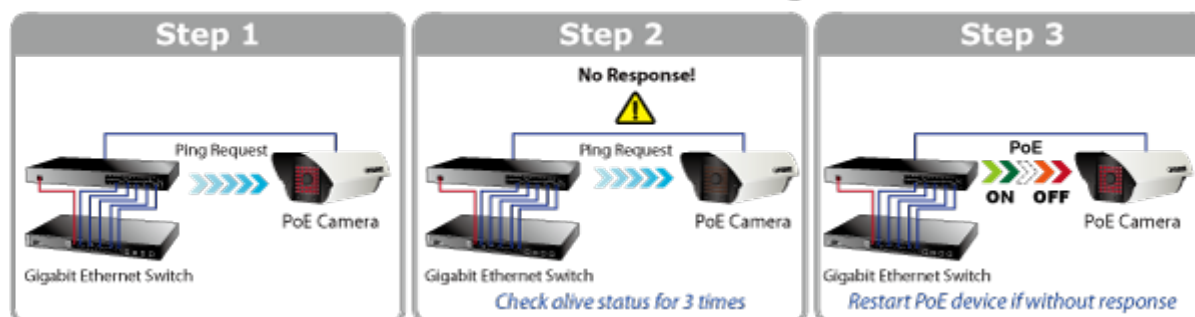 Step 1
Ping Request
PoE Camera
Gigabit Ethernet Switch
Step 2
No Response!
Ping Request
PoE Camera
Gigabit Ethernet Switch
Check alive status for 3 times
Step 3
PoE
ON OFF
PoE Camera
Gigabit Ethernet Switch
Restart PoE device if without response